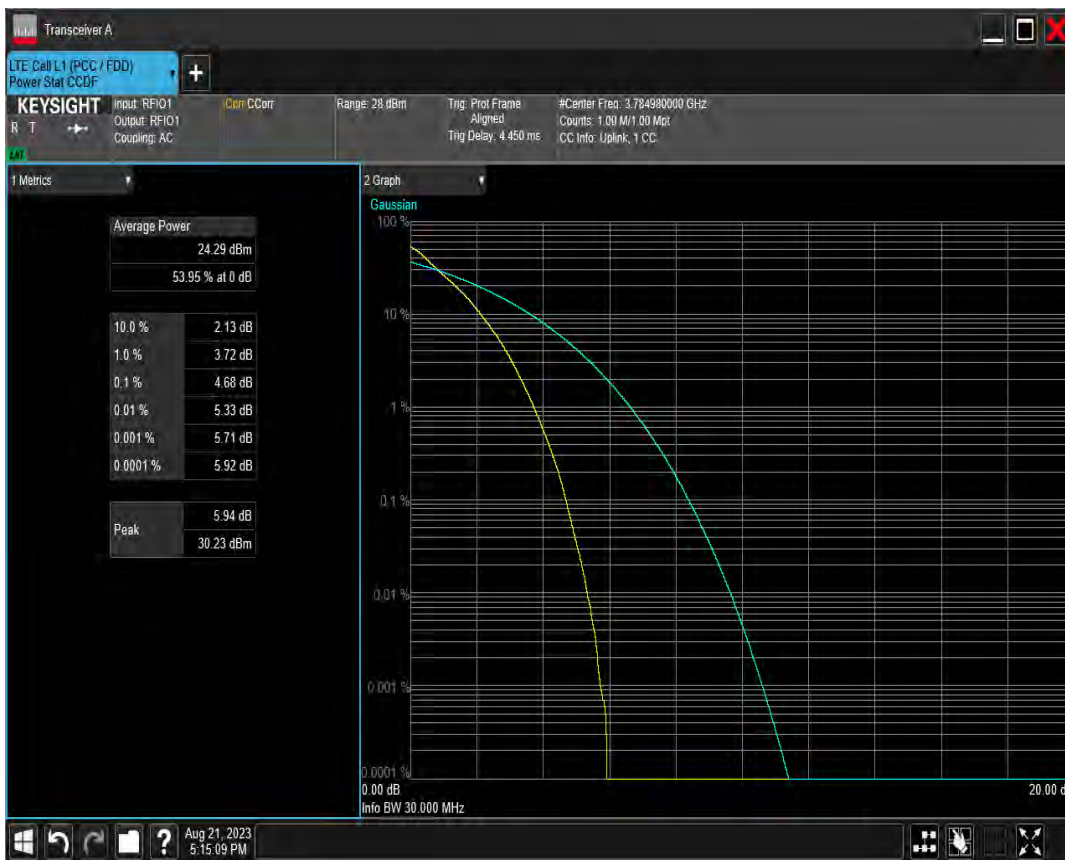 Transceiver A
LTE Cell L1 (PCC / FDD)
Power Stat CCDF
+
KEYSIGHT
R T
LNI
Input: RFIO1
Output: RFIO1
Coupling: AC
Corr CCorr
Range: 28 dBm
Trig: Prot Frame
Aligned
Trig Delay: 4.450 ms
#Center Freq: 3.784980000 GHz
Counts: 1.00 M/1.00 Mpt
CC Info: Uplink, 1 CC
1 Metrics
Average Power
24.29 dBm
53.95 % at 0 dB
10.0 % 2.13 dB
1.0 % 3.72 dB
0.1 % 4.68 dB
0.01 % 5.33 dB
0.001 % 5.71 dB
0.0001 % 5.92 dB
Peak
5.94 dB
30.23 dBm
2 Graph
Gaussian
100 %
10 %
1 %
0.1 %
0.01 %
0.001 %
0.0001 %
0.00 dB
20.00 d
Info BW 30.000 MHz
?
Aug 21, 2023
5:15:09 PM